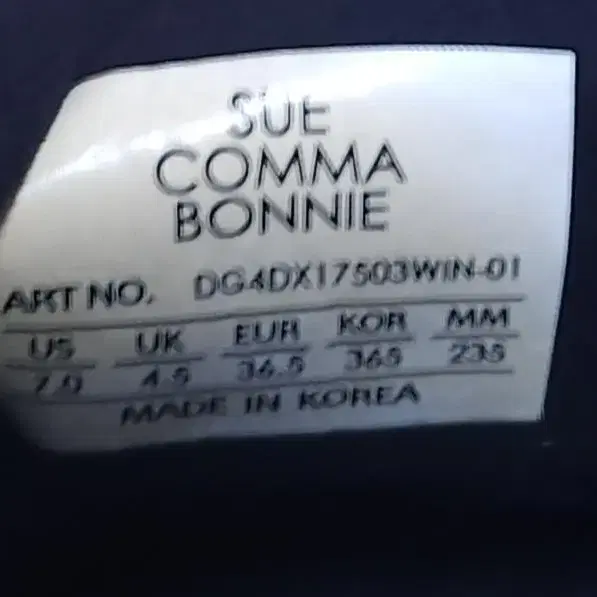 SUE
COMMA
BONNIE
ART NO. DG4DX17503WIN-01
US UK EUR KOR MM
7.0 4.5 36.5 365 235
MADE IN KOREA